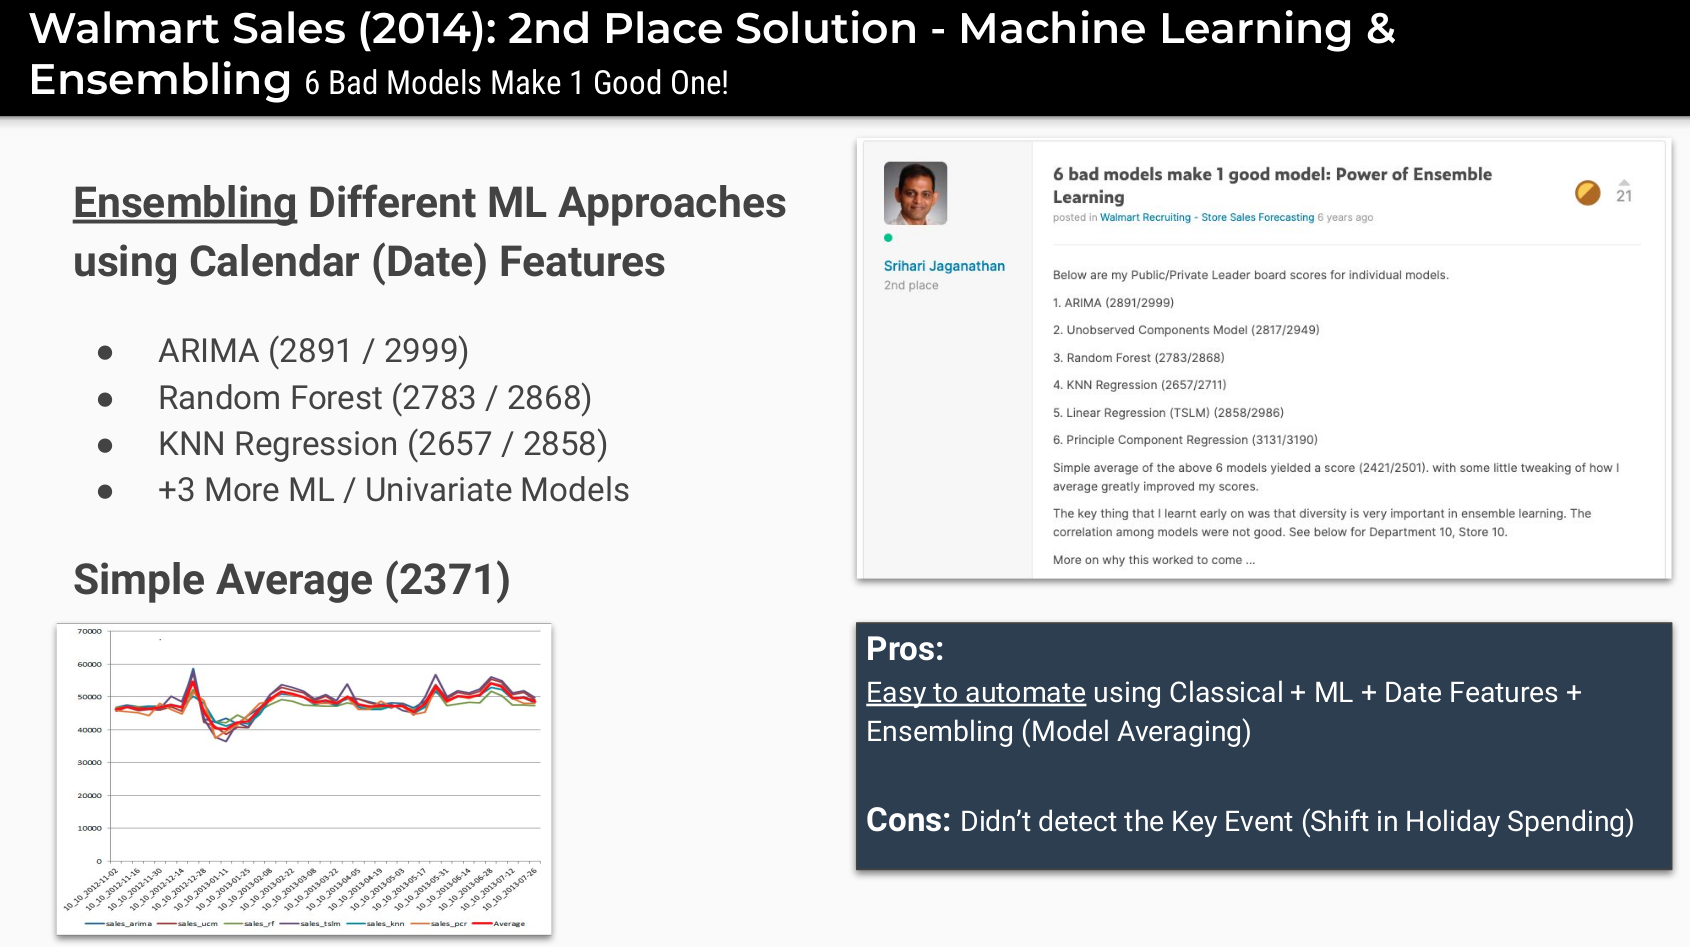 Walmart Sales (2014): 2nd Place Solution - Machine Learning &
Ensembling 6 Bad Models Make 1 Good One!
Ensembling Different ML Approaches
using Calendar (Date) Features
● ARIMA (2891 / 2999)
● Random Forest (2783 / 2868)
● KNN Regression (2657 / 2858)
● +3 More ML / Univariate Models
Simple Average (2371)
70000
60000
50000
40000
30000
20000
10000
0
10_10_2012-11-02
10_10_2012-11-16
10_10_2012-11-30
10_10_2012-12-14
10_10_2012-12-28
10_10_2013-01-11
10_10_2013-01-25
10_10_2013-02-08
10_10_2013-02-22
10_10_2013-03-08
10_10_2013-03-22
10_10_2013-04-05
10_10_2013-04-19
10_10_2013-05-03
10_10_2013-05-17
10_10_2013-05-31
10_10_2013-06-14
10_10_2013-06-28
10_10_2013-07-12
10_10_2013-07-26
sales_arima sales_ucm sales_rf sales_tslm sales_knn sales_pcr Average
Srihari Jaganathan
2nd place
6 bad models make 1 good model: Power of Ensemble
Learning
21
posted in Walmart Recruiting - Store Sales Forecasting 6 years ago
Below are my Public/Private Leader board scores for individual models.
1. ARIMA (2891/2999)
2. Unobserved Components Model (2817/2949)
3. Random Forest (2783/2868)
4. KNN Regression (2657/2711)
5. Linear Regression (TSLM) (2858/2986)
6. Principle Component Regression (3131/3190)
Simple average of the above 6 models yielded a score (2421/2501). with some little tweaking of how I
average greatly improved my scores.
The key thing that I learnt early on was that diversity is very important in ensemble learning. The
correlation among models were not good. See below for Department 10, Store 10.
More on why this worked to come ...
Pros:
Easy to automate using Classical + ML + Date Features +
Ensembling (Model Averaging)
Cons: Didn't detect the Key Event (Shift in Holiday Spending)